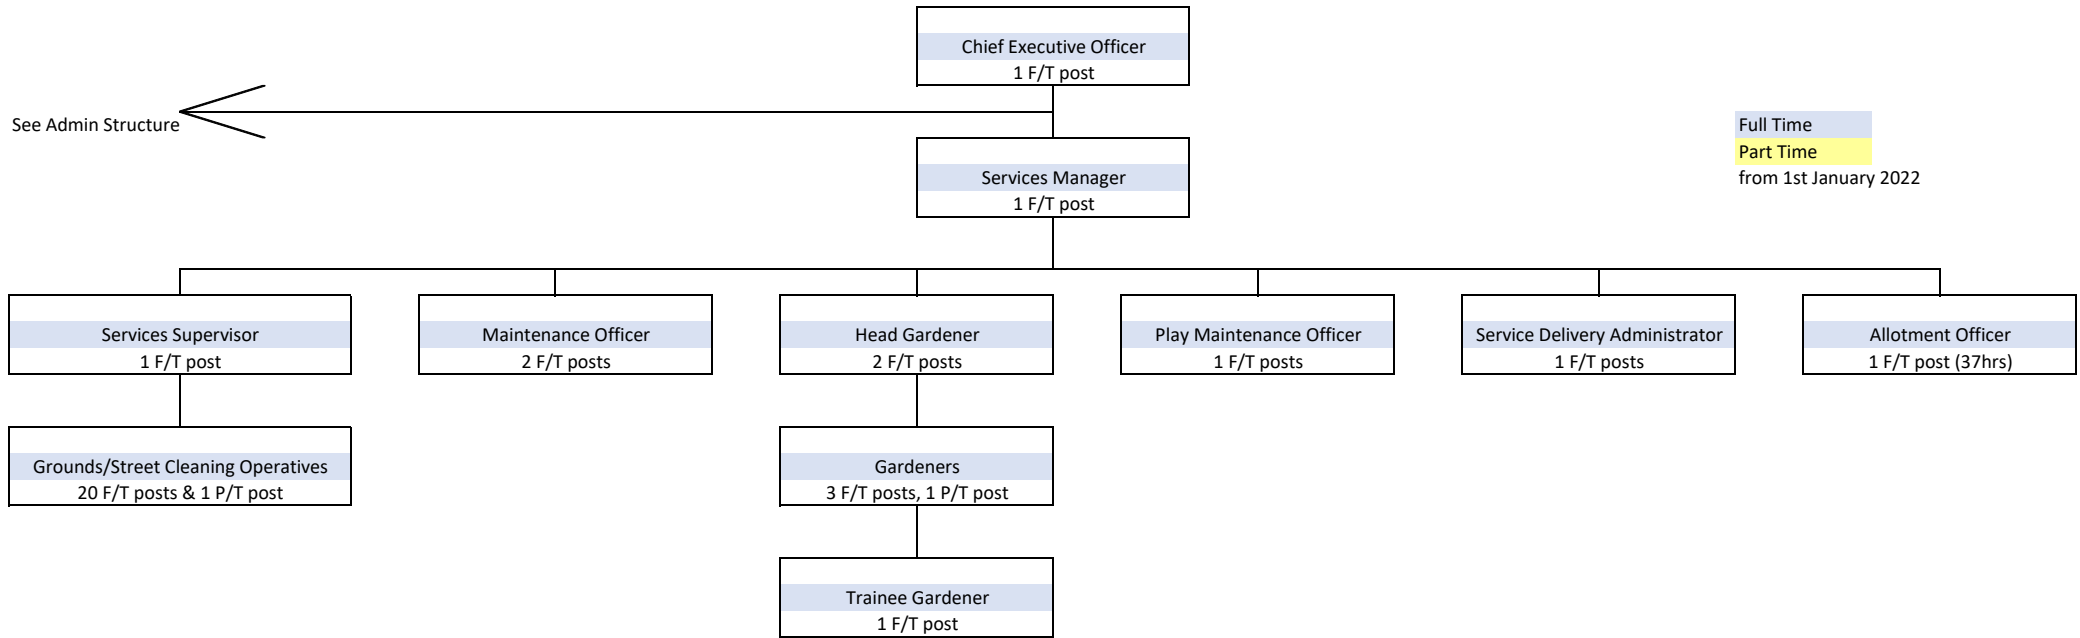 Chief Executive Officer
1 F/T post
See Admin Structure
Full Time
Part Time
from 1st January 2022
Services Manager
1 F/T post
Services Supervisor
1 F/T post
Maintenance Officer
2 F/T posts
Head Gardener
2 F/T posts
Play Maintenance Officer
1 F/T posts
Service Delivery Administrator
1 F/T posts
Allotment Officer
1 F/T post (37hrs)
Grounds/Street Cleaning Operatives
20 F/T posts & 1 P/T post
Gardeners
3 F/T posts, 1 P/T post
Trainee Gardener
1 F/T post